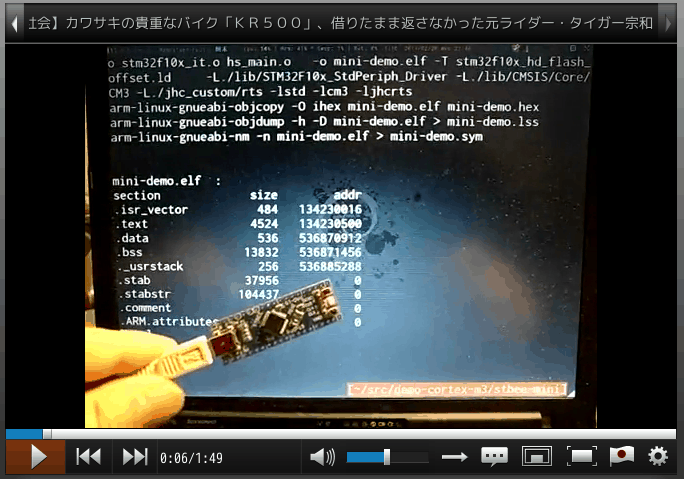 社会】カワサキの貴重なバイク「ＫＲ５００」、借りたまま返さなかった元ライダー・タイガー宗和
o stm32f10x_it.o hs_main.o   -o mini-demo.elf -T stm32f10x_hd_flash_
offset.ld     -L./lib/STM32F10x_StdPeriph_Driver -L./lib/CMSIS/Core/
CM3 -L./jhc_custom/rts -lstd -lcm3 -ljhcrts
arm-linux-gnueabi-objcopy -O ihex mini-demo.elf mini-demo.hex
arm-linux-gnueabi-objdump -h -D mini-demo.elf > mini-demo.lss
arm-linux-gnueabi-nm -n mini-demo.elf > mini-demo.sym
mini-demo.elf  :
section            size        addr
.isr_vector         484   134230016
.text              4524   134230500
.data               536   536870912
.bss              13832   536871456
._usrstack          256   536885288
.stab             37956           0
.stabstr         104437           0
.comment                          0
.ARM.attributes                   0
[~/src/demo-cortex-m3/stbee-mini]
0:06/1:49